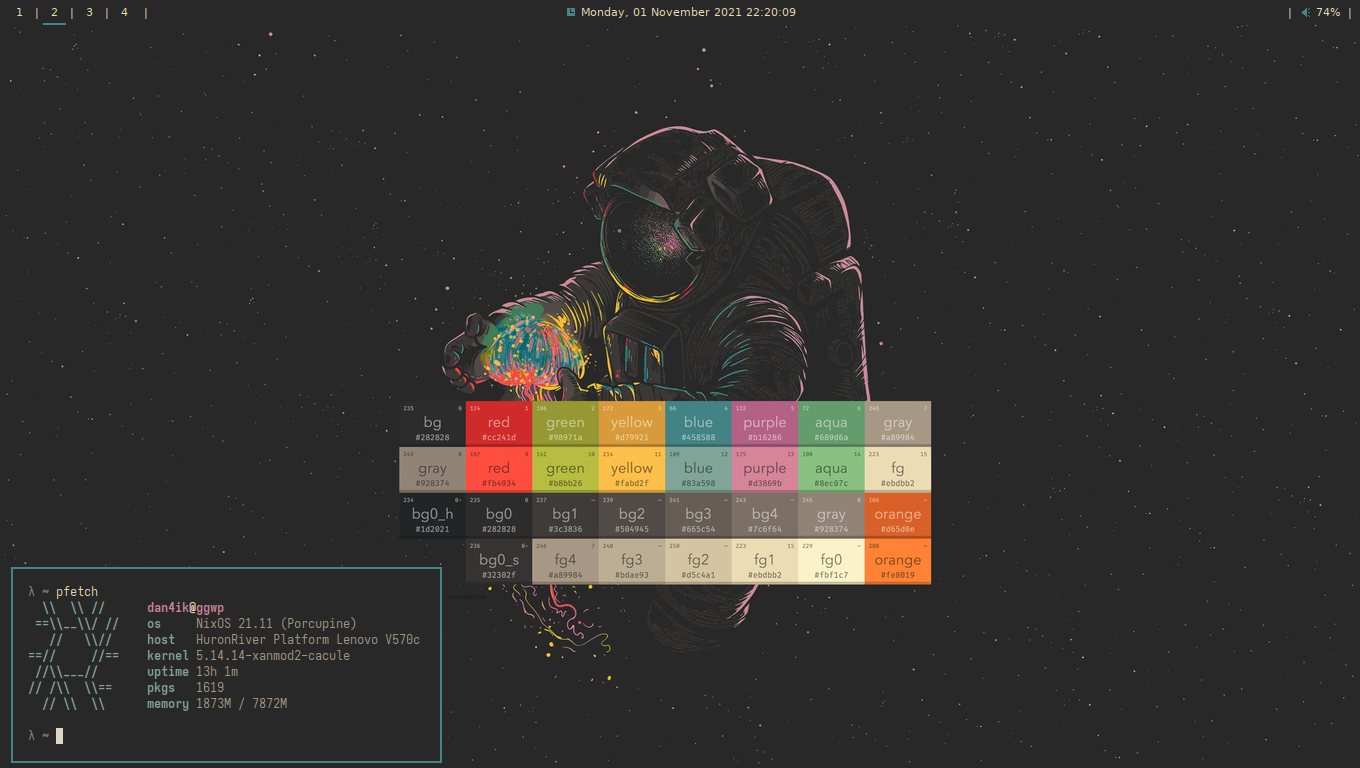 1 | 2 | 3 | 4 |
Monday, 01 November 2021 22:20:09
| 74% |
235 0 124 1 106 2 172 3 66 4 132 5 72 6 246 7
bg red green yellow blue purple aqua gray
#282828 #cc241d #98971a #d79921 #458588 #b16286 #689d6a #a89984
245 8 167 9 142 10 214 11 109 12 175 13 108 14 223 15
gray red green yellow blue purple aqua fg
#928374 #fb4934 #b8bb26 #fabd2f #83a598 #d3869b #8ec07c #ebdbb2
234 0- 235 0 237 — 239 — 241 — 243 — 245 8 166 —
bg0_h bg0 bg1 bg2 bg3 bg4 gray orange
#1d2021 #282828 #3c3836 #504945 #665c54 #7c6f64 #928374 #d65d0e
236 0- 246 7 248 — 250 — 223 15 229 — 208 —
bg0_s fg4 fg3 fg2 fg1 fg0 orange
#32302f #a89984 #bdae93 #d5c4a1 #ebdbb2 #fbf1c7 #fe8019
λ ~ pfetch
dan4ik@ggwp
os NixOS 21.11 (Porcupine)
host HuronRiver Platform Lenovo V570c
kernel 5.14.14-xanmod2-cacule
uptime 13h 1m
pkgs 1619
memory 1873M / 7872M
λ ~